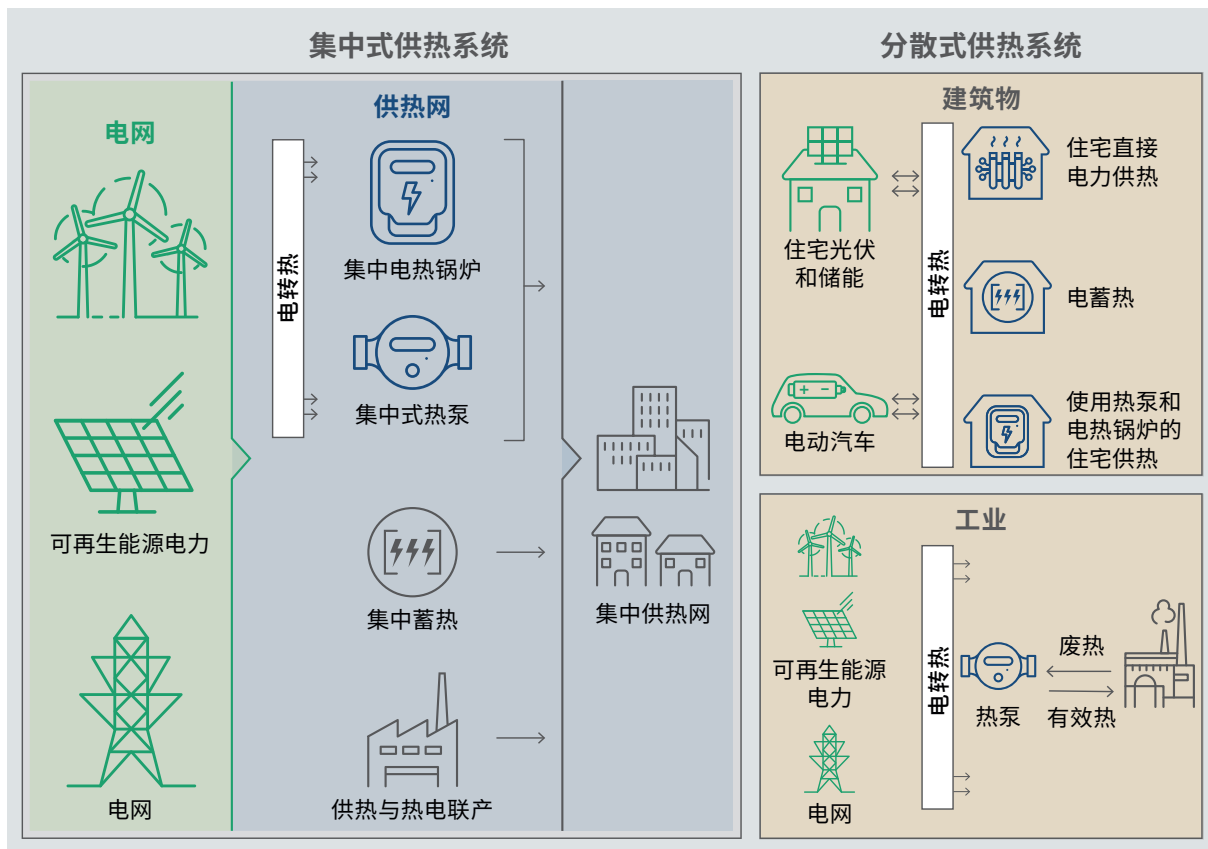 集中式供热系统
电网
可再生能源电力
电网
供热网
电转热
集中电热锅炉
集中式热泵
集中蓄热
供热与热电联产
集中供热网
分散式供热系统
建筑物
住宅光伏
和储能
电动汽车
电转热
住宅直接
电力供热
电蓄热
使用热泵和
电热锅炉的
住宅供热
工业
可再生能源
电力
电网
电转热
热泵
废热
有效热